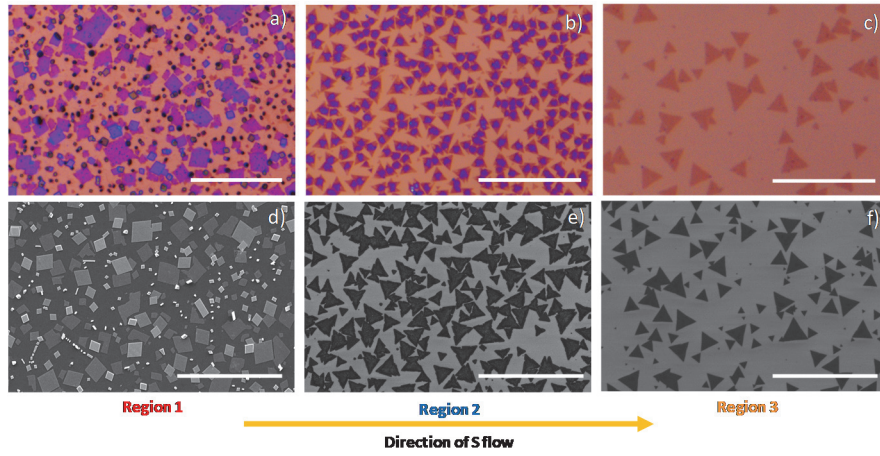 a)
b)
c)
d)
e)
f)
Region 1
Region 2
Region 3
Direction of S flow